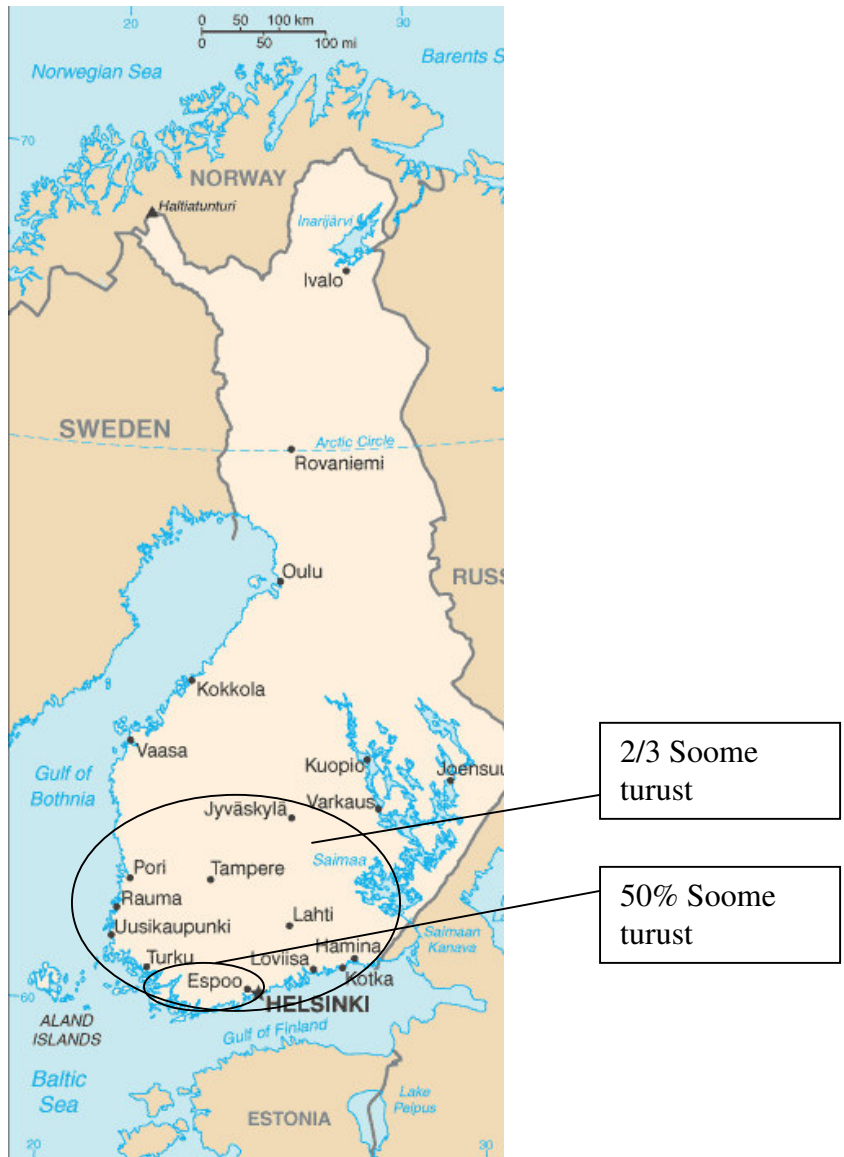 20
0 50 100 km
0 50 100 mi
30
Norwegian Sea
Barents S
70
NORWAY
Haltiatunturi
Inarijärvi
Ivalo
SWEDEN
Arctic Circle
Rovaniemi
Oulu
RUSS
Kokkola
Vaasa
Gulf of
Bothnia
Kuopio
Joensuu
2/3 Soome
turust
Jyväskylä
Varkaus
Pori
Tampere
Saimaa
Rauma
50% Soome
turust
Uusikaupunki
Lahti
Saimaan
Kanava
Turku
Loviisa
Hamina
Espoo
Kotka
60
HELSINKI
ALAND
ISLANDS
Gulf of Finland
Baltic
Sea
Lake
Peipus
ESTONIA
20
30